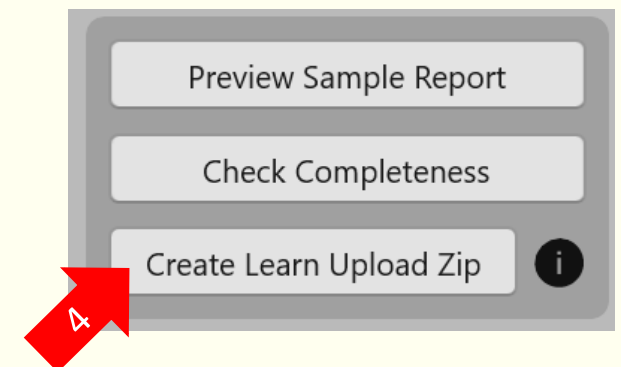 Preview Sample Report
Check Completeness
Create Learn Upload Zip
i
4